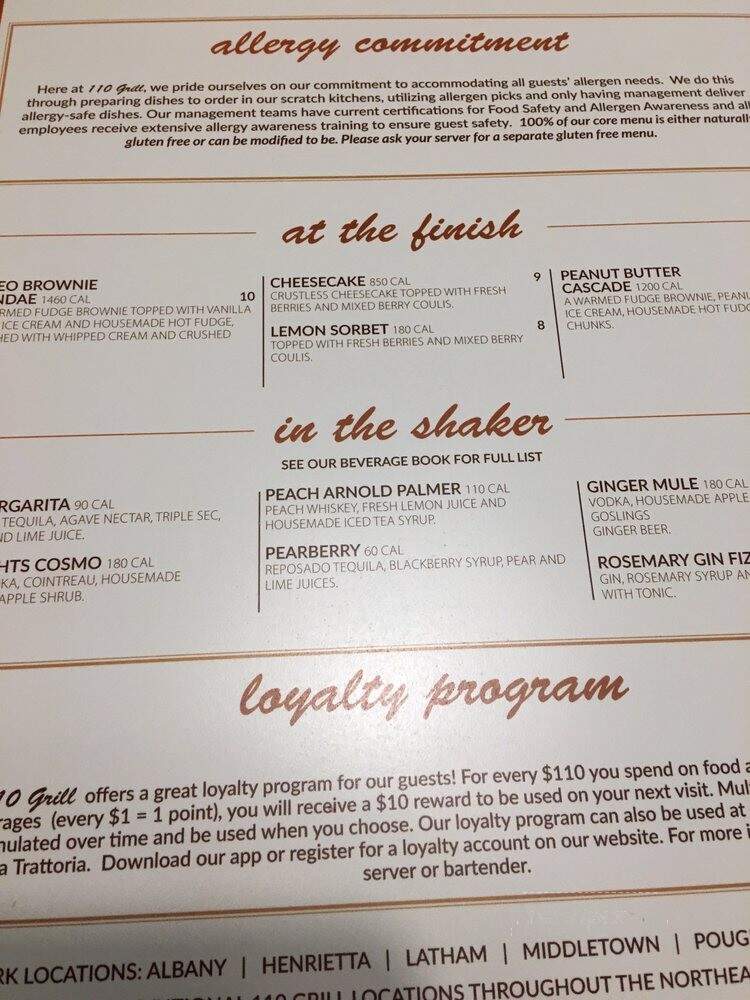 allergy commitment
Here at 110 Grill, we pride ourselves on our commitment to accommodating all guests' allergen needs. We do this
through preparing dishes to order in our scratch kitchens, utilizing allergen picks and only having management deliver
allergy-safe dishes. Our management teams have current certifications for Food Safety and Allergen Awareness and all
employees receive extensive allergy awareness training to ensure guest safety. 100% of our core menu is either naturally
gluten free or can be modified to be. Please ask your server for a separate gluten free menu.
at the finish
EO BROWNIE
NDAE 1460 CAL 10
RMED FUDGE BROWNIE TOPPED WITH VANILLA
ICE CREAM AND HOUSEMADE HOT FUDGE,
HED WITH WHIPPED CREAM AND CRUSHED
CHEESECAKE 850 CAL 9
CRUSTLESS CHEESECAKE TOPPED WITH FRESH
BERRIES AND MIXED BERRY COULIS.
LEMON SORBET 180 CAL 8
TOPPED WITH FRESH BERRIES AND MIXED BERRY
COULIS.
PEANUT BUTTER
CASCADE 1200 CAL
A WARMED FUDGE BROWNIE, PEANU
ICE CREAM, HOUSEMADE HOT FUDG
CHUNKS.
in the shaker
SEE OUR BEVERAGE BOOK FOR FULL LIST
RGARITA 90 CAL
TEQUILA, AGAVE NECTAR, TRIPLE SEC,
ND LIME JUICE.
HTS COSMO 180 CAL
KA, COINTREAU, HOUSEMADE
APPLE SHRUB.
PEACH ARNOLD PALMER 110 CAL
PEACH WHISKEY, FRESH LEMON JUICE AND
HOUSEMADE ICED TEA SYRUP.
PEARBERRY 60 CAL
REPOSADO TEQUILA, BLACKBERRY SYRUP, PEAR AND
LIME JUICES.
GINGER MULE 180 CAL
VODKA, HOUSEMADE APPLE
GOSLINGS
GINGER BEER.
ROSEMARY GIN FIZ
GIN, ROSEMARY SYRUP AN
WITH TONIC.
loyalty program
10 Grill offers a great loyalty program for our guests! For every $110 you spend on food a
rages (every $1 = 1 point), you will receive a $10 reward to be used on your next visit. Mul
mulated over time and be used when you choose. Our loyalty program can also be used at
a Trattoria. Download our app or register for a loyalty account on our website. For more i
server or bartender.
RK LOCATIONS: ALBANY | HENRIETTA | LATHAM | MIDDLETOWN | POUG
110 GRILL LOCATIONS THROUGHOUT THE NORTHEA